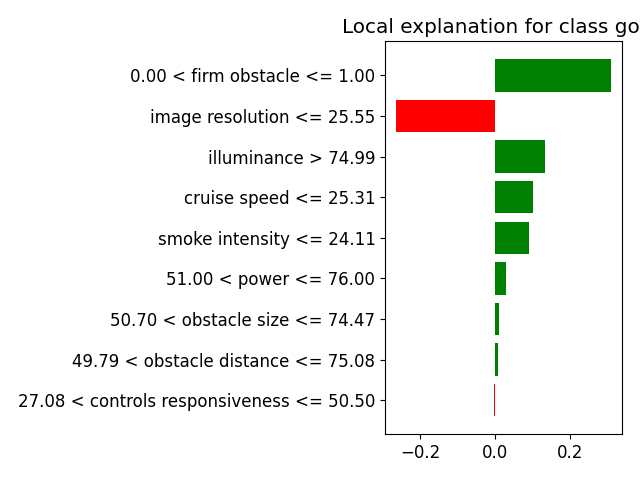 Local explanation for class go
0.00 < firm obstacle <= 1.00
image resolution <= 25.55
illuminance > 74.99
cruise speed <= 25.31
smoke intensity <= 24.11
51.00 < power <= 76.00
50.70 < obstacle size <= 74.47
49.79 < obstacle distance <= 75.08
27.08 < controls responsiveness <= 50.50
−0.2 0.0 0.2